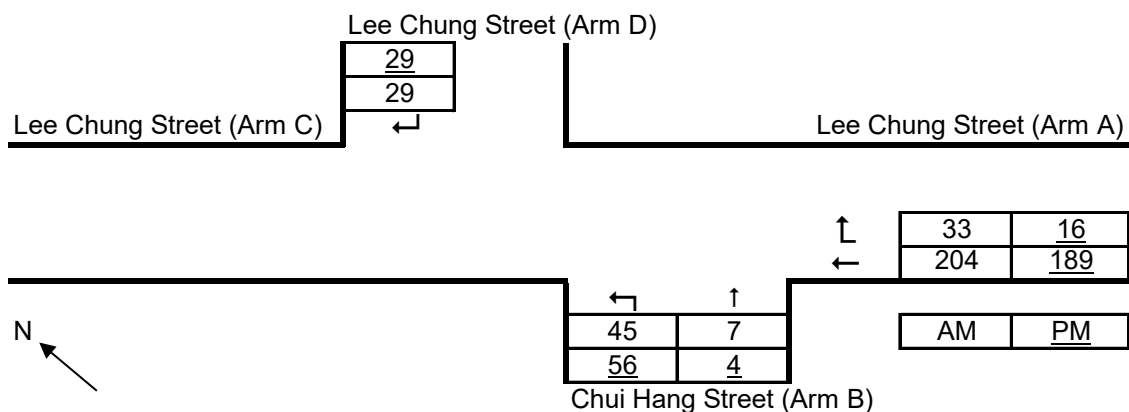 Lee Chung Street (Arm D)
29
29
Lee Chung Street (Arm C)
Lee Chung Street (Arm A)
33 16
204 189
N
45 7
56 4
AM PM
Chui Hang Street (Arm B)